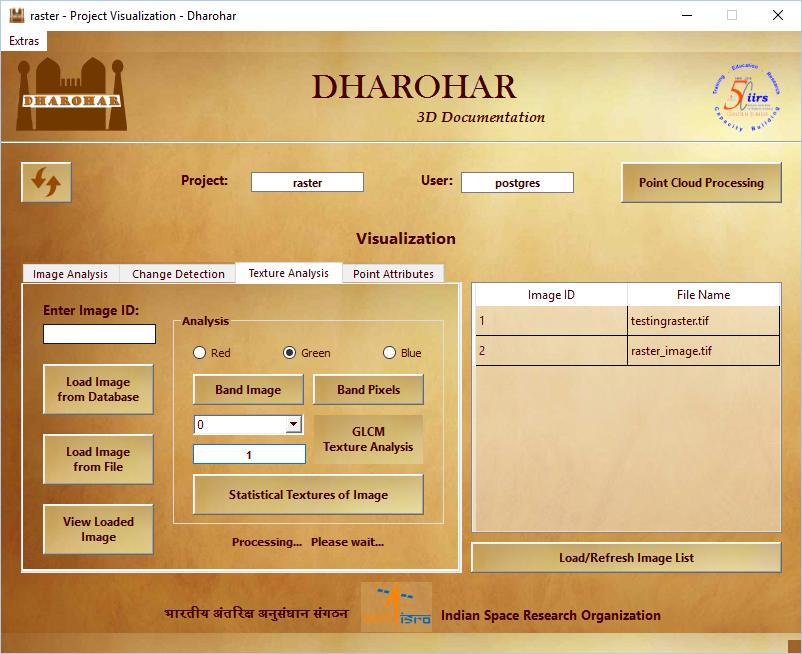 raster - Project Visualization - Dharohar
Extras
DHAROHAR
DHAROHAR
3D Documentation
Training Education Research
50 iirs
Capacity Building
Project:
raster
User:
postgres
Point Cloud Processing
Visualization
Image Analysis
Change Detection
Texture Analysis
Point Attributes
Enter Image ID:
Load Image
from Database
Load Image
from File
View Loaded
Image
Analysis
Red
Green
Blue
Band Image
Band Pixels
0
1
GLCM
Texture Analysis
Statistical Textures of Image
Processing... Please wait...
Image ID
File Name
1
testingraster.tif
2
raster_image.tif
Load/Refresh Image List
भारतीय अंतरिक्ष अनुसंधान संगठन
इसरो isro
Indian Space Research Organization